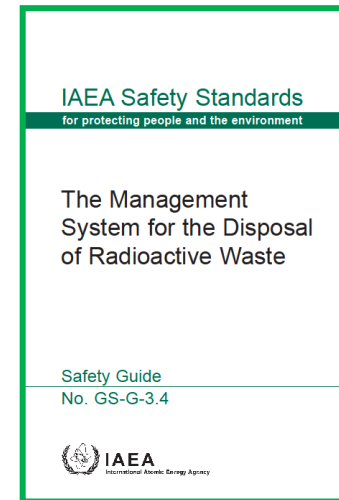 IAEA Safety Standards
for protecting people and the environment
The Management
System for the Disposal
of Radioactive Waste
Safety Guide
No. GS-G-3.4
IAEA
International Atomic Energy Agency